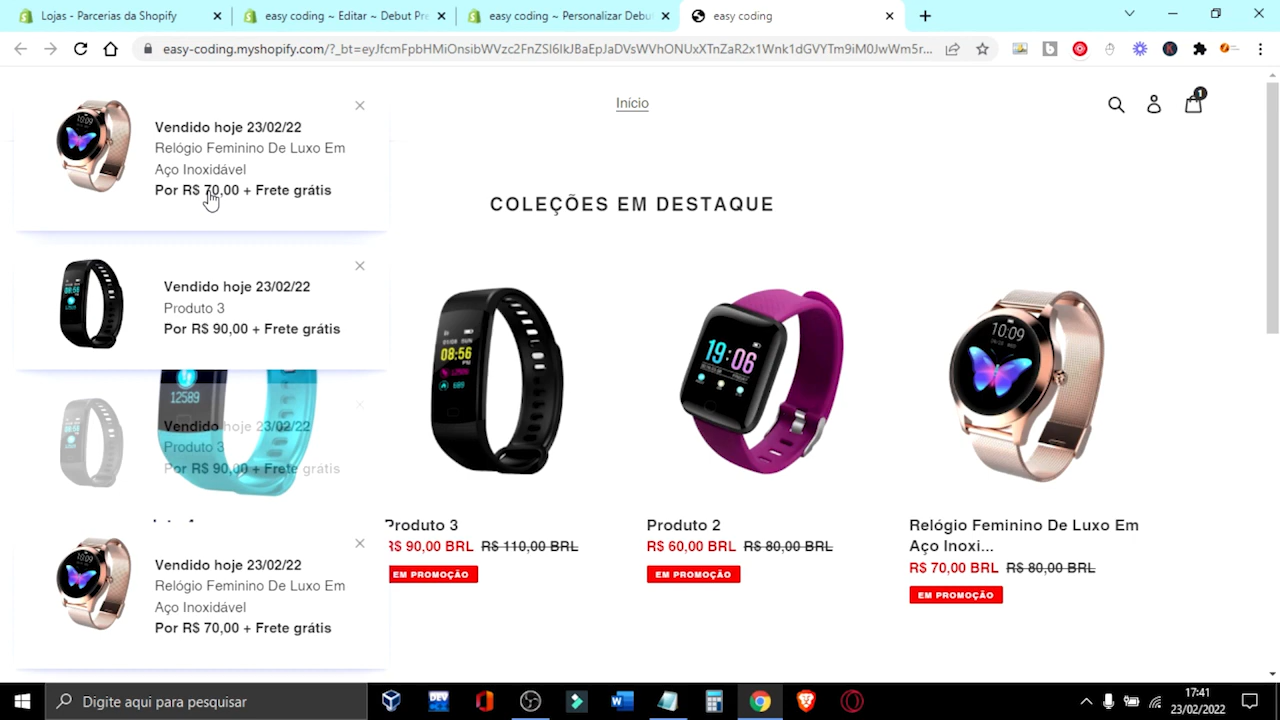 Lojas - Parcerias da Shopify
easy coding ~ Editar ~ Debut Pre
easy coding ~ Personalizar Debu
easy coding
easy-coding.myshopify.com/?_bt=eyJfcmFpbHMiOnsibWVzc2FnZSI6IkJBaEpJaDVsWVhONUxXTnZaR2x1Wnk1dGVYTm9iM0JwWm5r...
Início
1
Vendido hoje 23/02/22
Relógio Feminino De Luxo Em
Aço Inoxidável
Por R$ 70,00 + Frete grátis
COLEÇÕES EM DESTAQUE
Vendido hoje 23/02/22
Produto 3
Por R$ 90,00 + Frete grátis
12589
08:56
19:06
10:09
Vendido hoje 23/02/22
Produto 3
Por R$ 90,00 + Frete grátis
Produto 3
R$ 90,00 BRL R$ 110,00 BRL
EM PROMOÇÃO
Produto 2
R$ 60,00 BRL R$ 80,00 BRL
EM PROMOÇÃO
Relógio Feminino De Luxo Em
Aço Inoxi...
R$ 70,00 BRL R$ 80,00 BRL
EM PROMOÇÃO
Vendido hoje 23/02/22
Relógio Feminino De Luxo Em
Aço Inoxidável
Por R$ 70,00 + Frete grátis
Digite aqui para pesquisar
17:41
23/02/2022